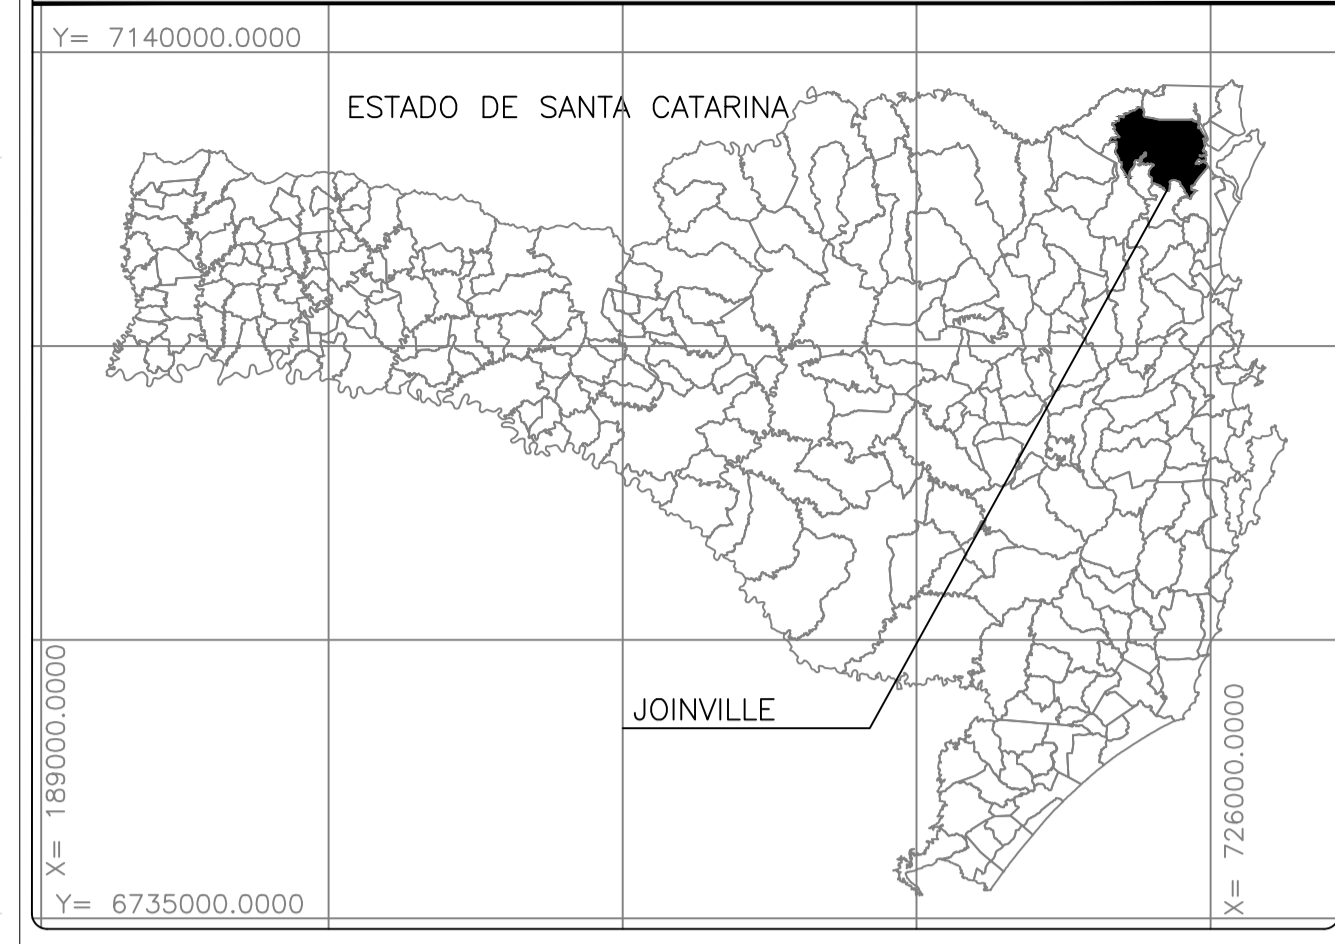 Y= 7140000.0000
ESTADO DE SANTA CATARINA
JOINVILLE
X= 189000.0000
X= 726000.0000
Y= 6735000.0000